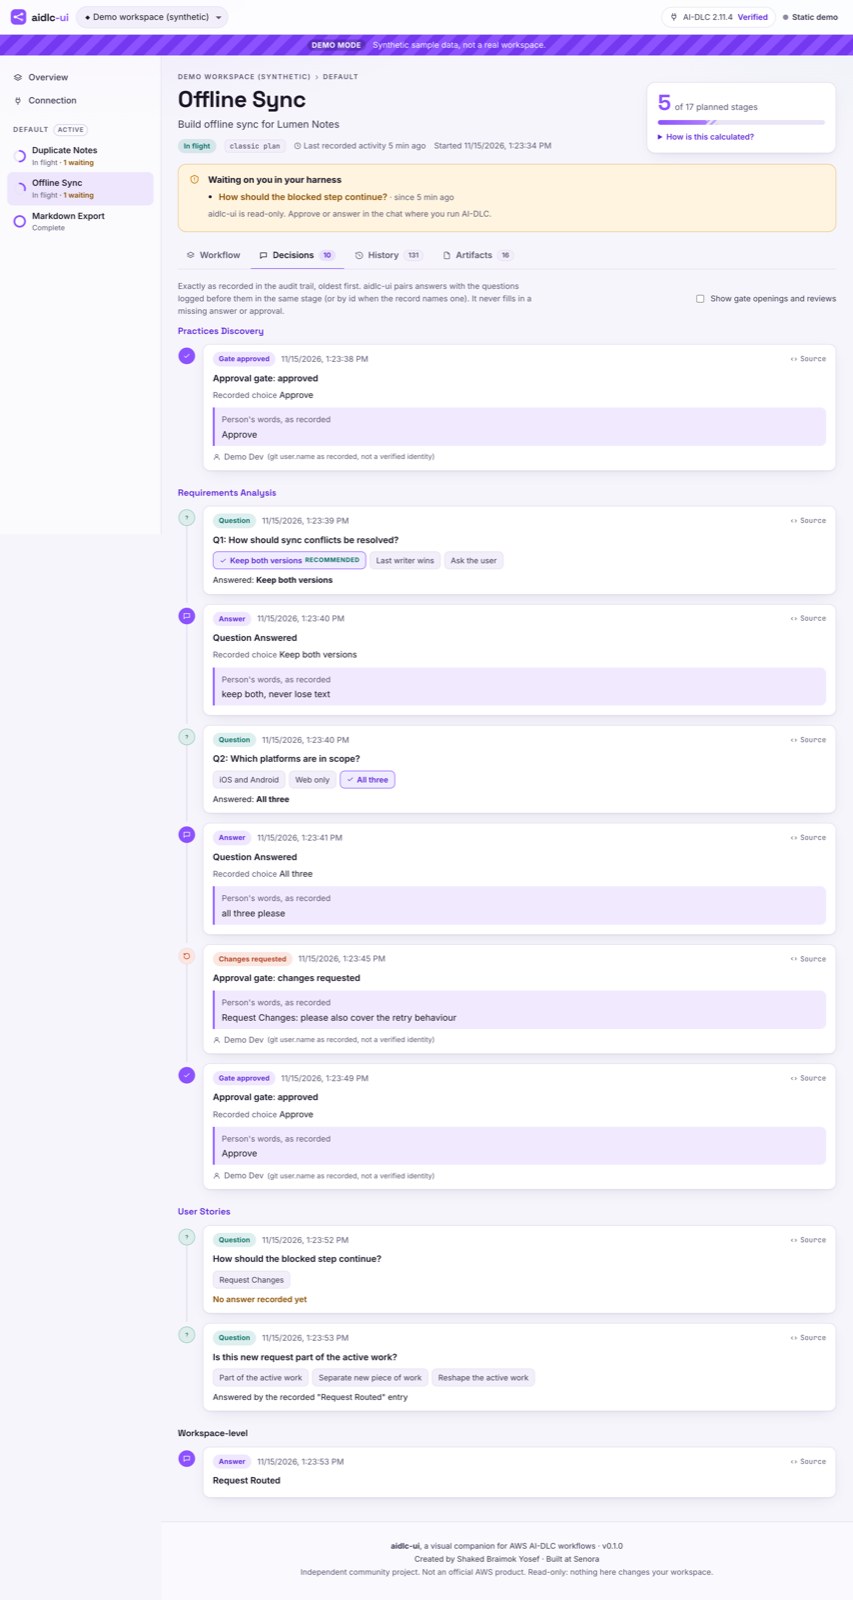 aidlc-ui
Demo workspace (synthetic)
AI-DLC 2.11.4 Verified
Static demo
DEMO MODE Synthetic sample data, not a real workspace.
Overview
Connection
DEFAULT ACTIVE
Duplicate Notes
In flight · 1 waiting
Offline Sync
In flight · 1 waiting
Markdown Export
Complete
DEMO WORKSPACE (SYNTHETIC) › DEFAULT
Offline Sync
Build offline sync for Lumen Notes
In flight classic plan Last recorded activity 5 min ago Started 11/15/2026, 1:23:34 PM
5 of 17 planned stages
▶ How is this calculated?
Waiting on you in your harness
• How should the blocked step continue? · since 5 min ago
aidlc-ui is read-only. Approve or answer in the chat where you run AI-DLC.
Workflow Decisions 10 History 131 Artifacts 16
Exactly as recorded in the audit trail, oldest first. aidlc-ui pairs answers with the questions
logged before them in the same stage (or by id when the record names one). It never fills in a
missing answer or approval.
Show gate openings and reviews
Practices Discovery
Gate approved 11/15/2026, 1:23:38 PM Source
Approval gate: approved
Recorded choice Approve
Person's words, as recorded
Approve
Demo Dev (git user.name as recorded, not a verified identity)
Requirements Analysis
? Question 11/15/2026, 1:23:39 PM Source
Q1: How should sync conflicts be resolved?
Keep both versions RECOMMENDED Last writer wins Ask the user
Answered: Keep both versions
Answer 11/15/2026, 1:23:40 PM Source
Question Answered
Recorded choice Keep both versions
Person's words, as recorded
keep both, never lose text
? Question 11/15/2026, 1:23:40 PM Source
Q2: Which platforms are in scope?
iOS and Android Web only All three
Answered: All three
Answer 11/15/2026, 1:23:41 PM Source
Question Answered
Recorded choice All three
Person's words, as recorded
all three please
Changes requested 11/15/2026, 1:23:45 PM Source
Approval gate: changes requested
Person's words, as recorded
Request Changes: please also cover the retry behaviour
Demo Dev (git user.name as recorded, not a verified identity)
Gate approved 11/15/2026, 1:23:49 PM Source
Approval gate: approved
Recorded choice Approve
Person's words, as recorded
Approve
Demo Dev (git user.name as recorded, not a verified identity)
User Stories
? Question 11/15/2026, 1:23:52 PM Source
How should the blocked step continue?
Request Changes
No answer recorded yet
? Question 11/15/2026, 1:23:53 PM Source
Is this new request part of the active work?
Part of the active work Separate new piece of work Reshape the active work
Answered by the recorded "Request Routed" entry
Workspace-level
Answer 11/15/2026, 1:23:53 PM Source
Request Routed
aidlc-ui, a visual companion for AWS AI-DLC workflows · v0.1.0
Created by Shaked Braimok Yosef · Built at Senora
Independent community project. Not an official AWS product. Read-only: nothing here changes your workspace.